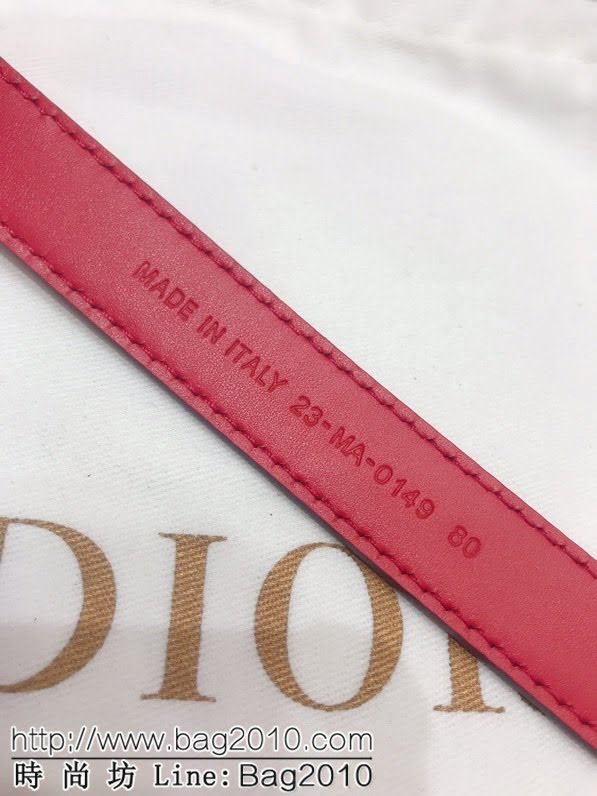 MADE IN ITALY 23-MA-0149 80
DIOR
http://www.bag2010.com
時尚坊 Line: Bag2010